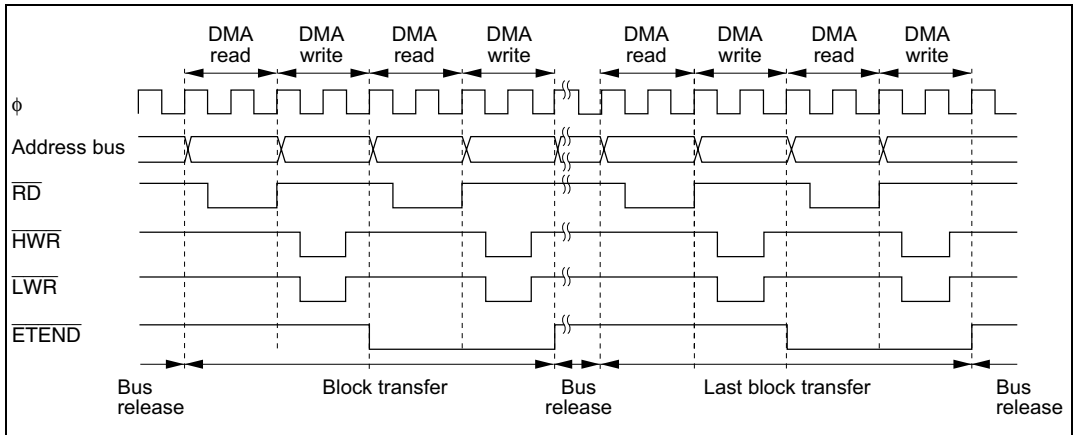 DMA DMA DMA DMA DMA DMA DMA DMA
read write read write read write read write
ϕ
Address bus
RD
HWR
LWR
ETEND
Bus Block transfer Bus Last block transfer Bus
release release release